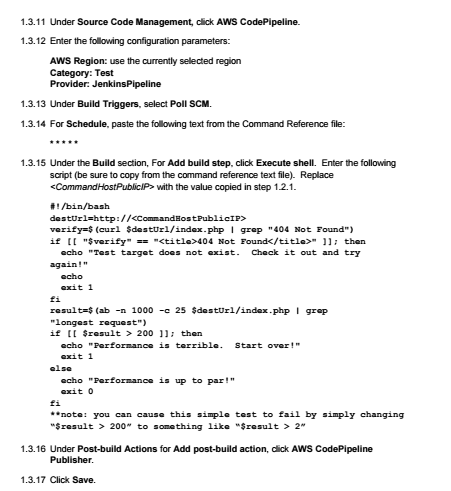 1.3.11 Under Source Code Management, click AWS CodePipeline.
1.3.12 Enter the following configuration parameters:
AWS Region: use the currently selected region
Category: Test
Provider: JenkinsPipeline
1.3.13 Under Build Triggers, select Poll SCM.
1.3.14 For Schedule, paste the following text from the Command Reference file:
* * * * *
1.3.15 Under the Build section, For Add build step, click Execute shell. Enter the following
script (be sure to copy from the command reference text file). Replace
<CommandHostPublicIP> with the value copied in step 1.2.1.
#!/bin/bash
destUrl=http://<CommandHostPublicIP>
verify=$(curl $destUrl/index.php | grep "404 Not Found")
if [[ "$verify" == "<title>404 Not Found</title>" ]]; then
echo "Test target does not exist. Check it out and try
again!"
echo
exit 1
fi
result=$(ab -n 1000 -c 25 $destUrl/index.php | grep
"longest request")
if [[ $result > 200 ]]; then
echo "Performance is terrible. Start over!"
exit 1
else
echo "Performance is up to par!"
exit 0
fi
**note: you can cause this simple test to fail by simply changing
“$result > 200” to something like “$result > 2”
1.3.16 Under Post-build Actions for Add post-build action, click AWS CodePipeline
Publisher.
1.3.17 Click Save.